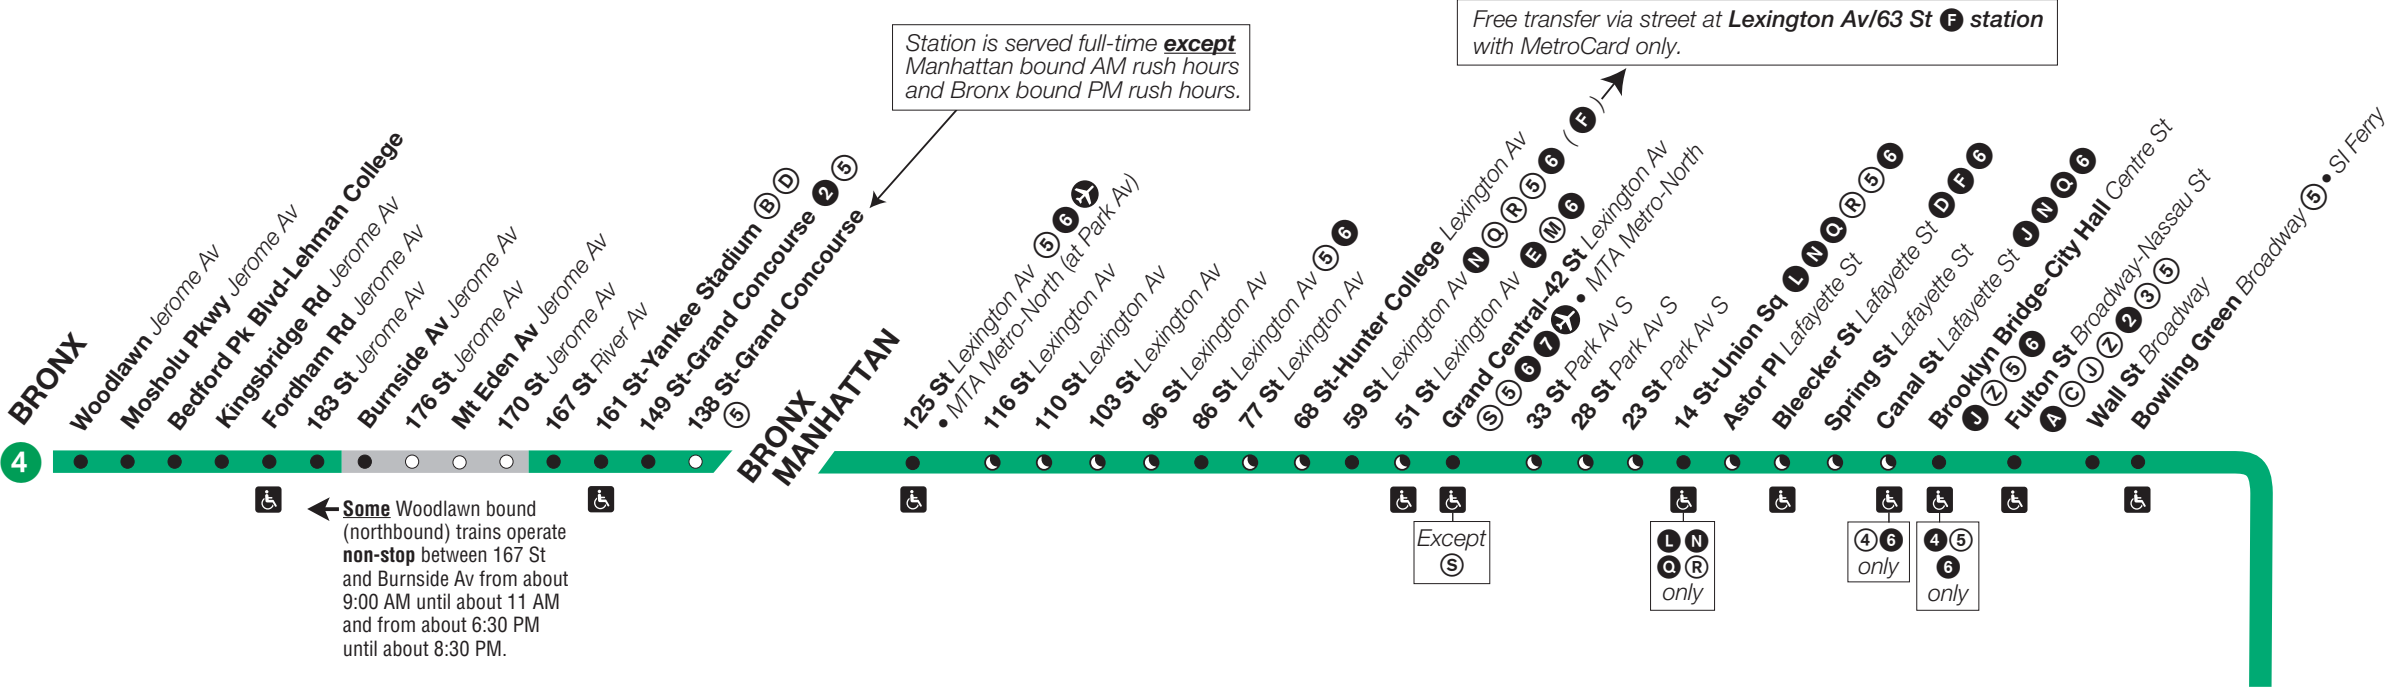 Station is served full-time except
Manhattan bound AM rush hours
and Bronx bound PM rush hours.
Free transfer via street at Lexington Av/63 St F station
with MetroCard only.
4
BRONX
Woodlawn Jerome Av
Mosholu Pkwy Jerome Av
Bedford Pk Blvd-Lehman College
Kingsbridge Rd Jerome Av
Fordham Rd Jerome Av
183 St Jerome Av
Burnside Av Jerome Av
176 St Jerome Av
Mt Eden Av Jerome Av
170 St Jerome Av
167 St River Av
161 St-Yankee Stadium B D
149 St-Grand Concourse 2 5
138 St-Grand Concourse
5
BRONX
MANHATTAN
125 St Lexington Av 5 6
• MTA Metro-North (at Park Av)
116 St Lexington Av
110 St Lexington Av
103 St Lexington Av
96 St Lexington Av
86 St Lexington Av 5 6
77 St Lexington Av
68 St-Hunter College Lexington Av
59 St Lexington Av N Q R 5 6 ( F )
51 St Lexington Av E M 6
Grand Central-42 St Lexington Av
S 5 6 7 • MTA Metro-North
33 St Park Av S
28 St Park Av S
23 St Park Av S
14 St-Union Sq L N Q R 5 6
Astor Pl Lafayette St
Bleecker St Lafayette St D F 6
Spring St Lafayette St
Canal St Lafayette St J N Q 6
Brooklyn Bridge-City Hall Centre St
J Z 5 6
Fulton St Broadway-Nassau St
A C J Z 2 3 5
Wall St Broadway
Bowling Green Broadway 5 • SI Ferry
Some Woodlawn bound
(northbound) trains operate
non-stop between 167 St
and Burnside Av from about
9:00 AM until about 11 AM
and from about 6:30 PM
until about 8:30 PM.
Except
S
L N
Q R
only
4 6
only
4 5
6
only